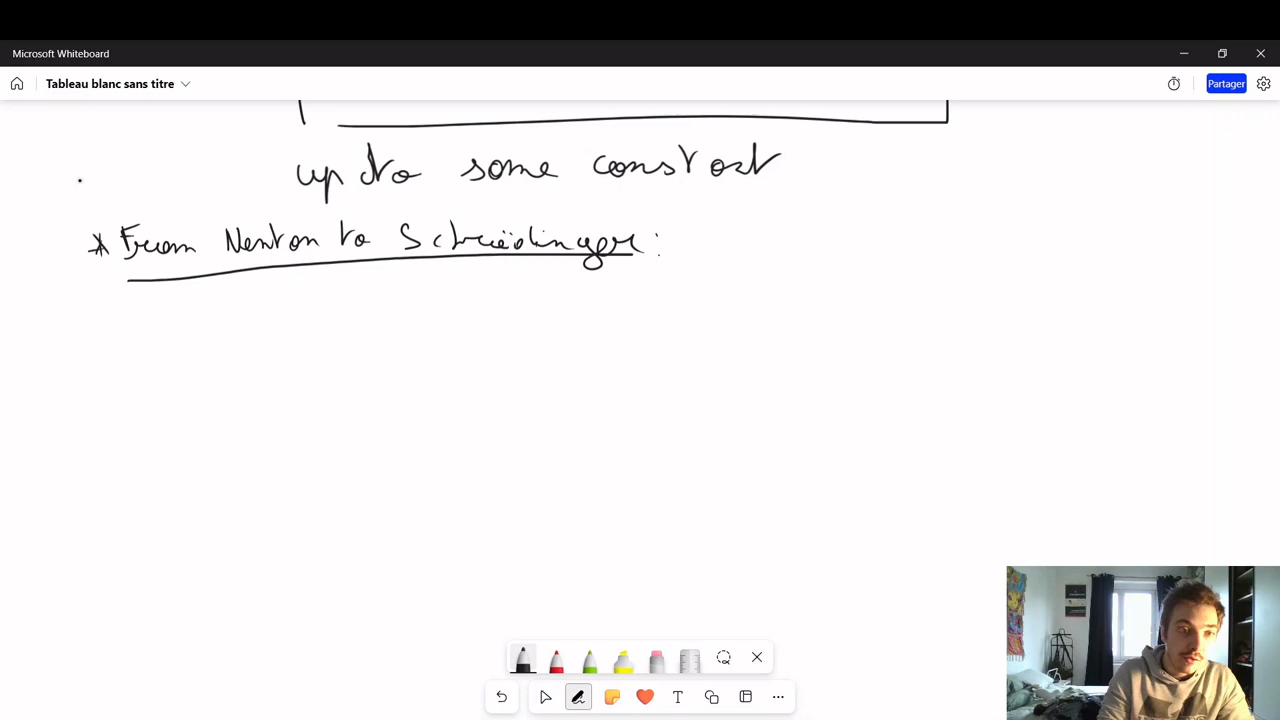 Microsoft Whiteboard
Tableau blanc sans titre
Partager
up to some constant
* From Newton to Schrödinger: